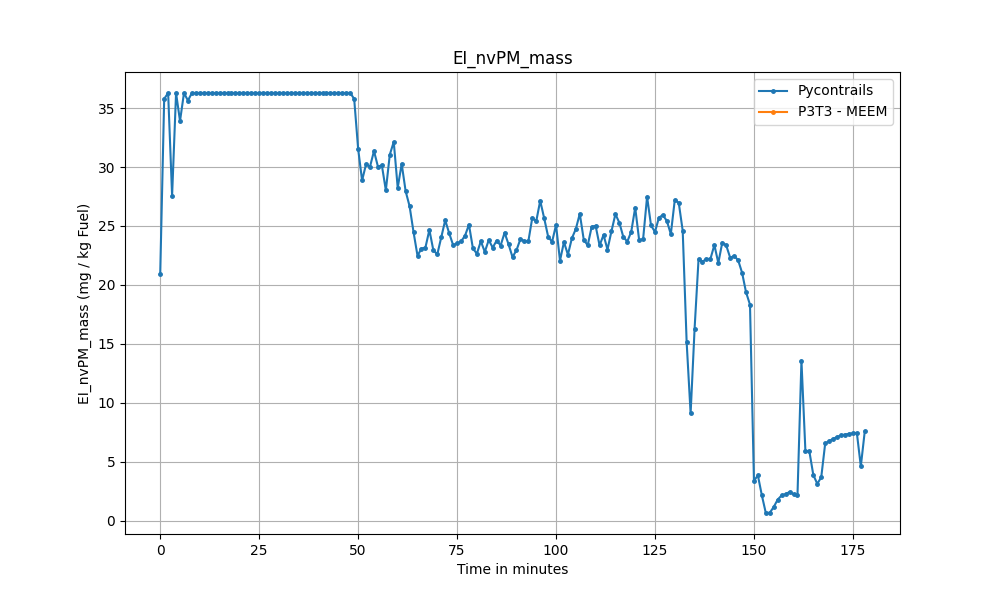 EI_nvPM_mass
Pycontrails
P3T3 - MEEM
EI_nvPM_mass (mg / kg Fuel)
35
30
25
20
15
10
5
0
0 25 50 75 100 125 150 175
Time in minutes